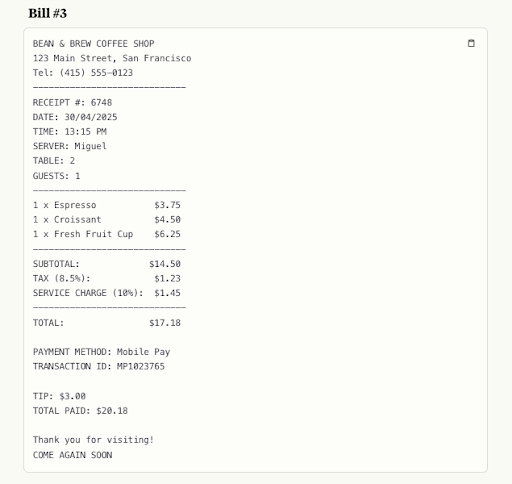 Bill #3
BEAN & BREW COFFEE SHOP
123 Main Street, San Francisco
Tel: (415) 555-0123
-----------------------------
RECEIPT #: 6748
DATE: 30/04/2025
TIME: 13:15 PM
SERVER: Miguel
TABLE: 2
GUESTS: 1
-----------------------------
1 x Espresso $3.75
1 x Croissant $4.50
1 x Fresh Fruit Cup $6.25
-----------------------------
SUBTOTAL: $14.50
TAX (8.5%): $1.23
SERVICE CHARGE (10%): $1.45
-----------------------------
TOTAL: $17.18
PAYMENT METHOD: Mobile Pay
TRANSACTION ID: MP1023765
TIP: $3.00
TOTAL PAID: $20.18
Thank you for visiting!
COME AGAIN SOON